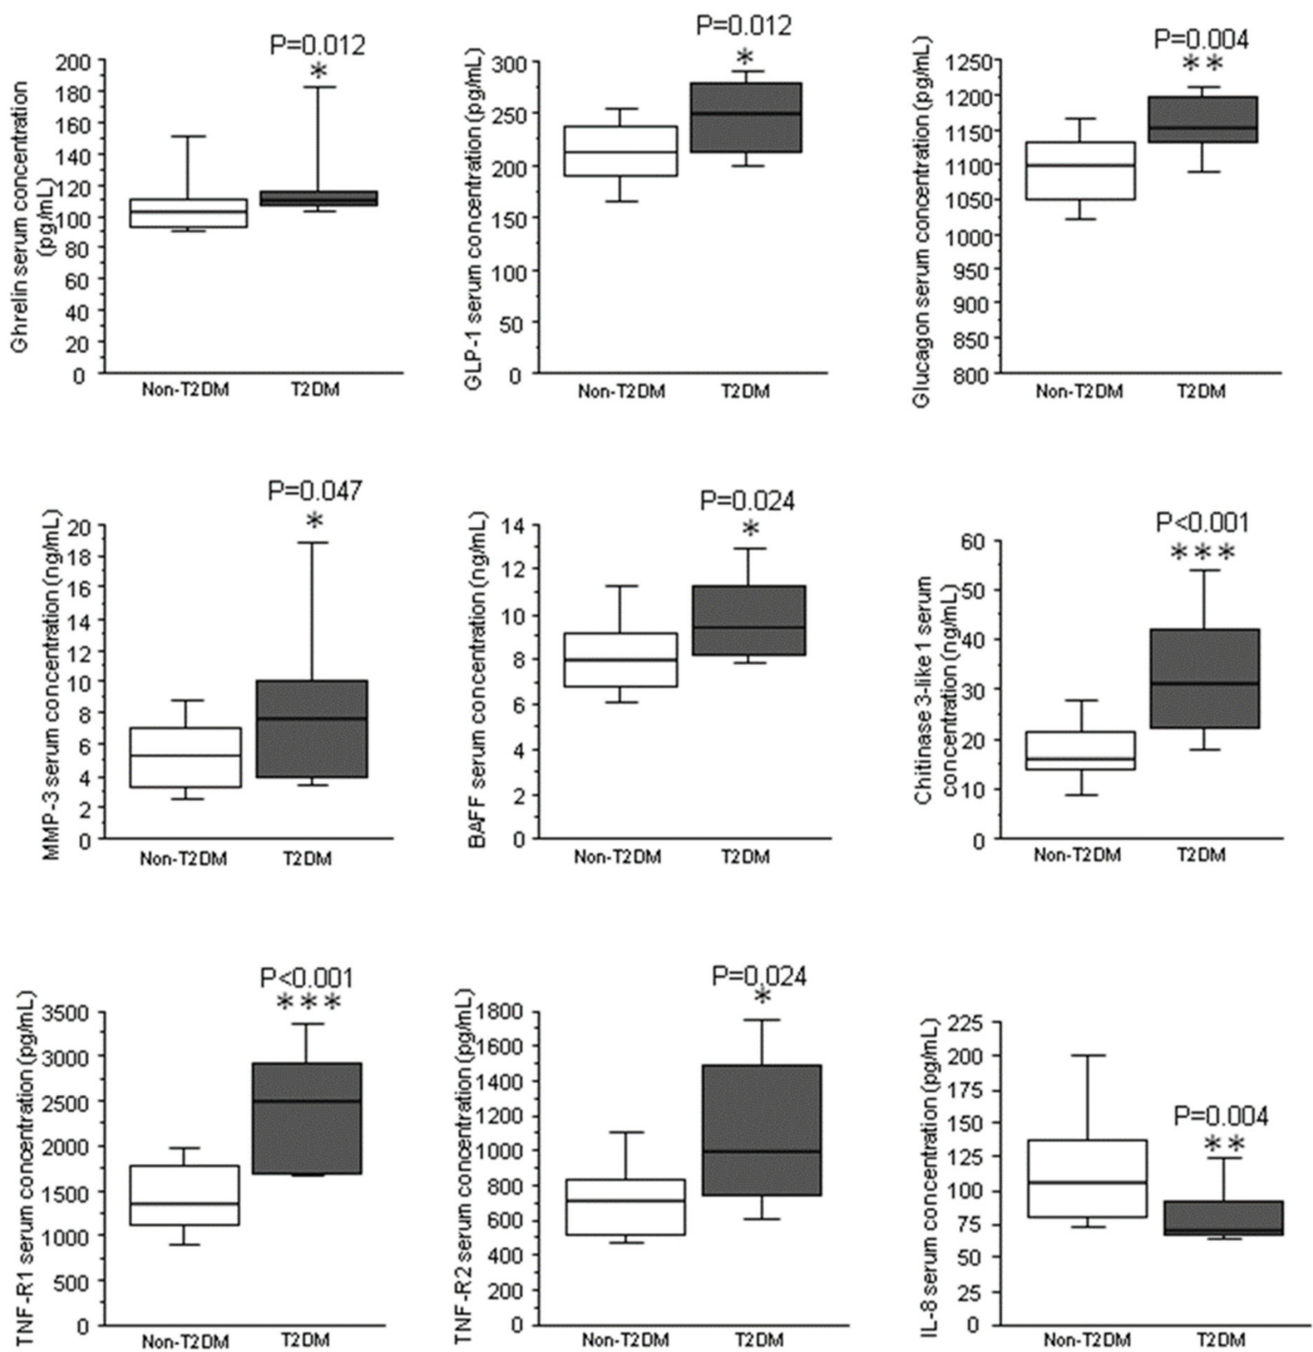 P=0.012
*
Ghrelin serum concentration
(pg/mL)
200
180
160
140
120
100
80
60
40
20
0
Non-T2DM
T2DM
P=0.012
*
GLP-1 serum concentration (pg/mL)
300
250
200
150
100
50
0
Non-T2DM
T2DM
P=0.004
**
Glucagon serum concentration (pg/mL)
1250
1200
1150
1100
1050
1000
950
900
850
800
Non-T2DM
T2DM
P=0.047
*
MMP-3 serum concentration (ng/mL)
20
18
16
14
12
10
8
6
4
2
0
Non-T2DM
T2DM
P=0.024
*
BAFF serum concentration (ng/mL)
14
12
10
8
6
4
2
0
Non-T2DM
T2DM
P<0.001
***
Chitinase 3-like 1 serum
concentration (ng/mL)
60
50
40
30
20
10
0
Non-T2DM
T2DM
P<0.001
***
TNF-R1 serum concentration (pg/mL)
3500
3000
2500
2000
1500
1000
500
0
Non-T2DM
T2DM
P=0.024
*
TNF-R2 serum concentration (pg/mL)
1800
1600
1400
1200
1000
800
600
400
200
0
Non-T2DM
T2DM
P=0.004
**
IL-8 serum concentration (pg/mL)
225
200
175
150
125
100
75
50
25
0
Non-T2DM
T2DM